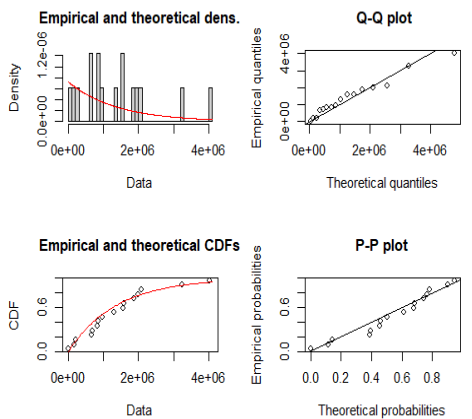 Empirical and theoretical dens.
Density
0.0e+00 1.2e-06
0e+00 2e+06 4e+06
Data
Q-Q plot
Empirical quantiles
0e+00 4e+06
0e+00 2e+06 4e+06
Theoretical quantiles
Empirical and theoretical CDFs
CDF
0.0 0.6
0e+00 2e+06 4e+06
Data
P-P plot
Empirical probabilities
0.0 0.6
0.0 0.2 0.4 0.6 0.8
Theoretical probabilities